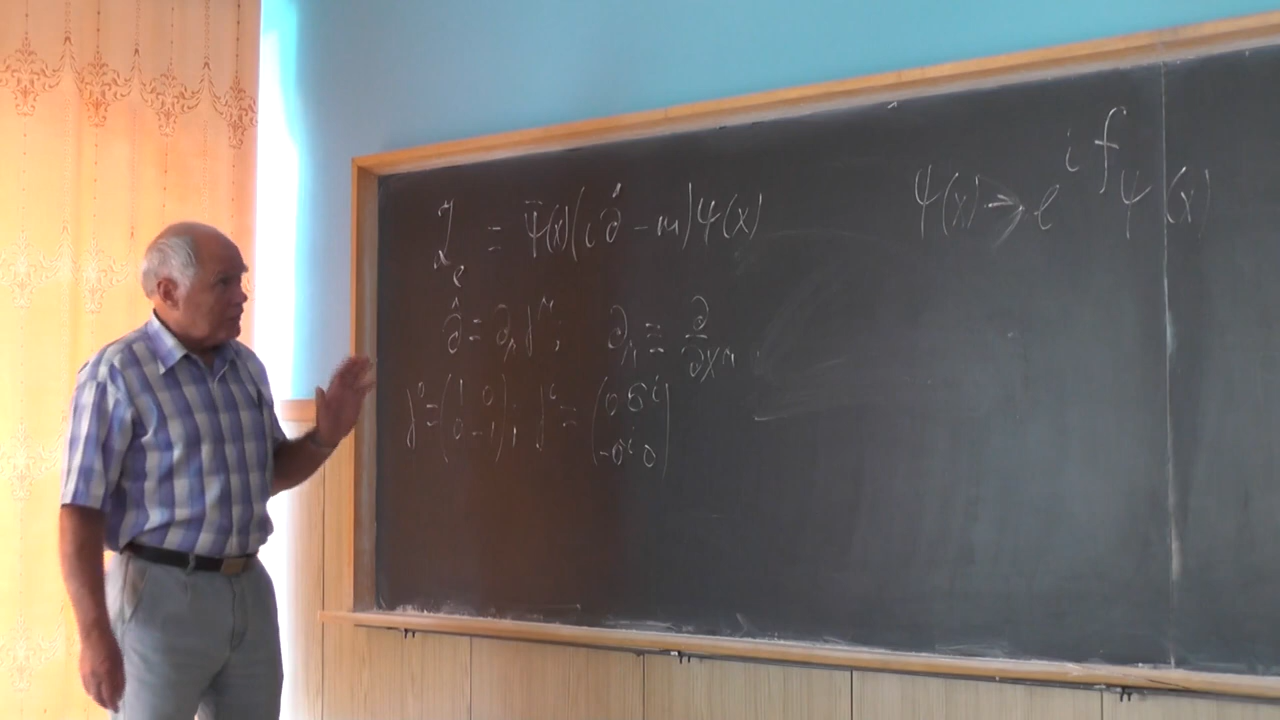 ℒ_e = ψ̄(x)(i∂̂ − m)ψ(x)
ψ(x) → e^{if} ψ(x)
∂̂ = ∂_μ γ^μ; ∂_μ = ∂/∂x^μ
γ^0 = (1 0; 0 −1); γ^i = (0 σ^i; −σ^i 0)